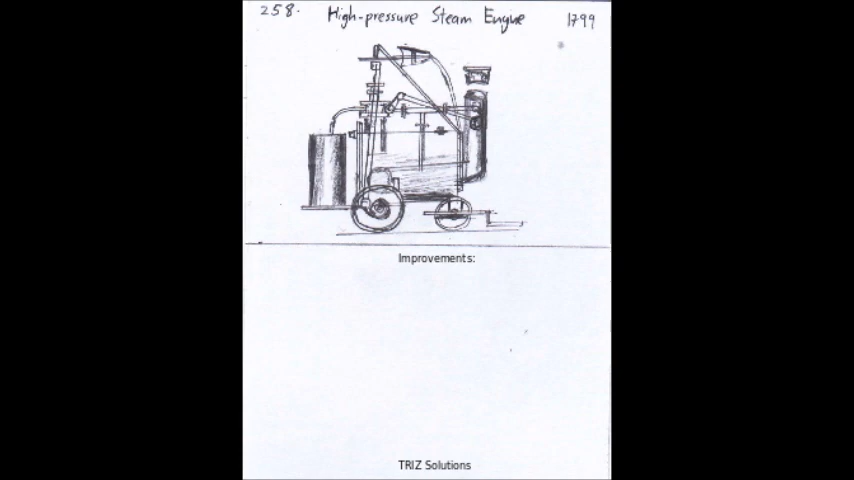 258. High-pressure Steam Engine 1799
Improvements:
TRIZ Solutions